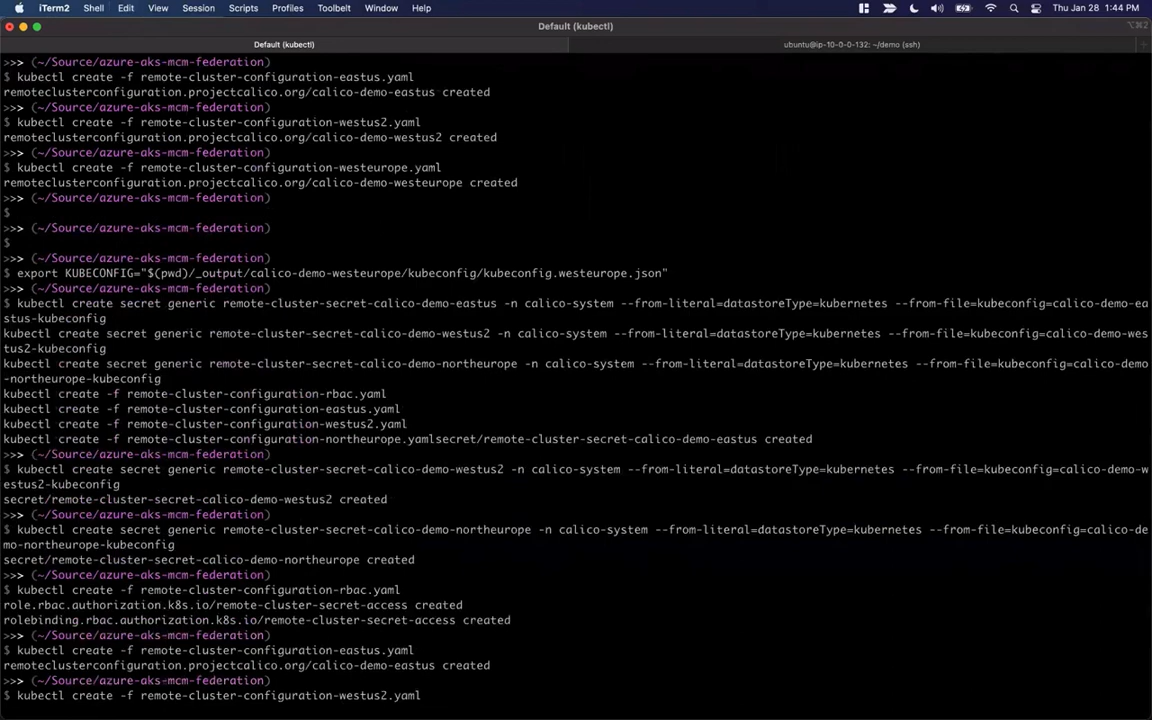 iTerm2 Shell Edit View Session Scripts Profiles Toolbelt Window Help Thu Jan 28 1:44 PM
Default (kubectl)
⌥⌘2
Default (kubectl) ubuntu@ip-10-0-0-132: ~/demo (ssh)
>>> (~/Source/azure-aks-mcm-federation)
$ kubectl create -f remote-cluster-configuration-eastus.yaml
remoteclusterconfiguration.projectcalico.org/calico-demo-eastus created
>>> (~/Source/azure-aks-mcm-federation)
$ kubectl create -f remote-cluster-configuration-westus2.yaml
remoteclusterconfiguration.projectcalico.org/calico-demo-westus2 created
>>> (~/Source/azure-aks-mcm-federation)
$ kubectl create -f remote-cluster-configuration-westeurope.yaml
remoteclusterconfiguration.projectcalico.org/calico-demo-westeurope created
>>> (~/Source/azure-aks-mcm-federation)
$
>>> (~/Source/azure-aks-mcm-federation)
$
>>> (~/Source/azure-aks-mcm-federation)
$ export KUBECONFIG="$(pwd)/_output/calico-demo-westeurope/kubeconfig/kubeconfig.westeurope.json"
>>> (~/Source/azure-aks-mcm-federation)
$ kubectl create secret generic remote-cluster-secret-calico-demo-eastus -n calico-system --from-literal=datastoreType=kubernetes --from-file=kubeconfig=calico-demo-ea
stus-kubeconfig
kubectl create secret generic remote-cluster-secret-calico-demo-westus2 -n calico-system --from-literal=datastoreType=kubernetes --from-file=kubeconfig=calico-demo-wes
tus2-kubeconfig
kubectl create secret generic remote-cluster-secret-calico-demo-northeurope -n calico-system --from-literal=datastoreType=kubernetes --from-file=kubeconfig=calico-demo
-northeurope-kubeconfig
kubectl create -f remote-cluster-configuration-rbac.yaml
kubectl create -f remote-cluster-configuration-eastus.yaml
kubectl create -f remote-cluster-configuration-westus2.yaml
kubectl create -f remote-cluster-configuration-northeurope.yamlsecret/remote-cluster-secret-calico-demo-eastus created
>>> (~/Source/azure-aks-mcm-federation)
$ kubectl create secret generic remote-cluster-secret-calico-demo-westus2 -n calico-system --from-literal=datastoreType=kubernetes --from-file=kubeconfig=calico-demo-w
estus2-kubeconfig
secret/remote-cluster-secret-calico-demo-westus2 created
>>> (~/Source/azure-aks-mcm-federation)
$ kubectl create secret generic remote-cluster-secret-calico-demo-northeurope -n calico-system --from-literal=datastoreType=kubernetes --from-file=kubeconfig=calico-de
mo-northeurope-kubeconfig
secret/remote-cluster-secret-calico-demo-northeurope created
>>> (~/Source/azure-aks-mcm-federation)
$ kubectl create -f remote-cluster-configuration-rbac.yaml
role.rbac.authorization.k8s.io/remote-cluster-secret-access created
rolebinding.rbac.authorization.k8s.io/remote-cluster-secret-access created
>>> (~/Source/azure-aks-mcm-federation)
$ kubectl create -f remote-cluster-configuration-eastus.yaml
remoteclusterconfiguration.projectcalico.org/calico-demo-eastus created
>>> (~/Source/azure-aks-mcm-federation)
$ kubectl create -f remote-cluster-configuration-westus2.yaml